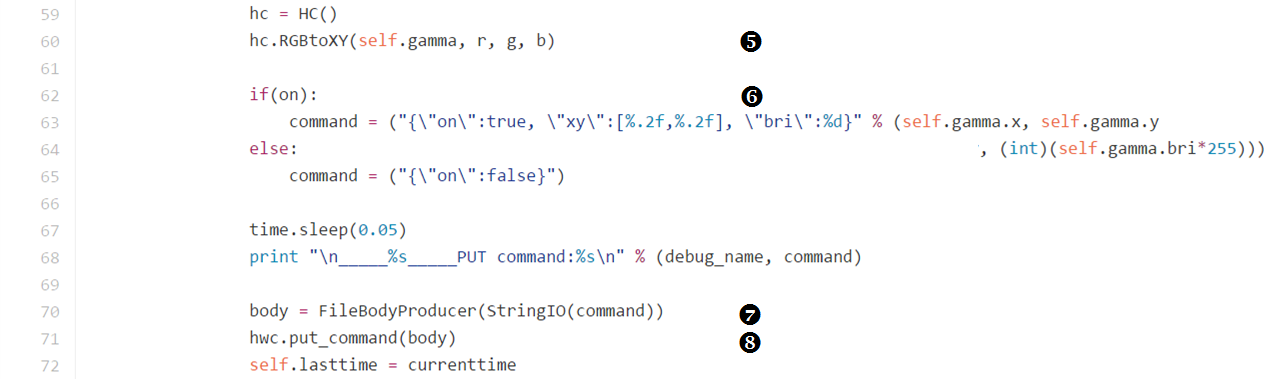 59 hc = HC()
60 hc.RGBtoXY(self.gamma, r, g, b) ❺
61
62 if(on): ❻
63 command = ("{\"on\":true, \"xy\":[%.2f,%.2f], \"bri\":%d}" % (self.gamma.x, self.gamma.y
64 else: , (int)(self.gamma.bri*255)))
65 command = ("{\"on\":false}")
66
67 time.sleep(0.05)
68 print "\n_____%s_____PUT command:%s\n" % (debug_name, command)
69
70 body = FileBodyProducer(StringIO(command)) ❼
71 hwc.put_command(body) ❽
72 self.lasttime = currenttime